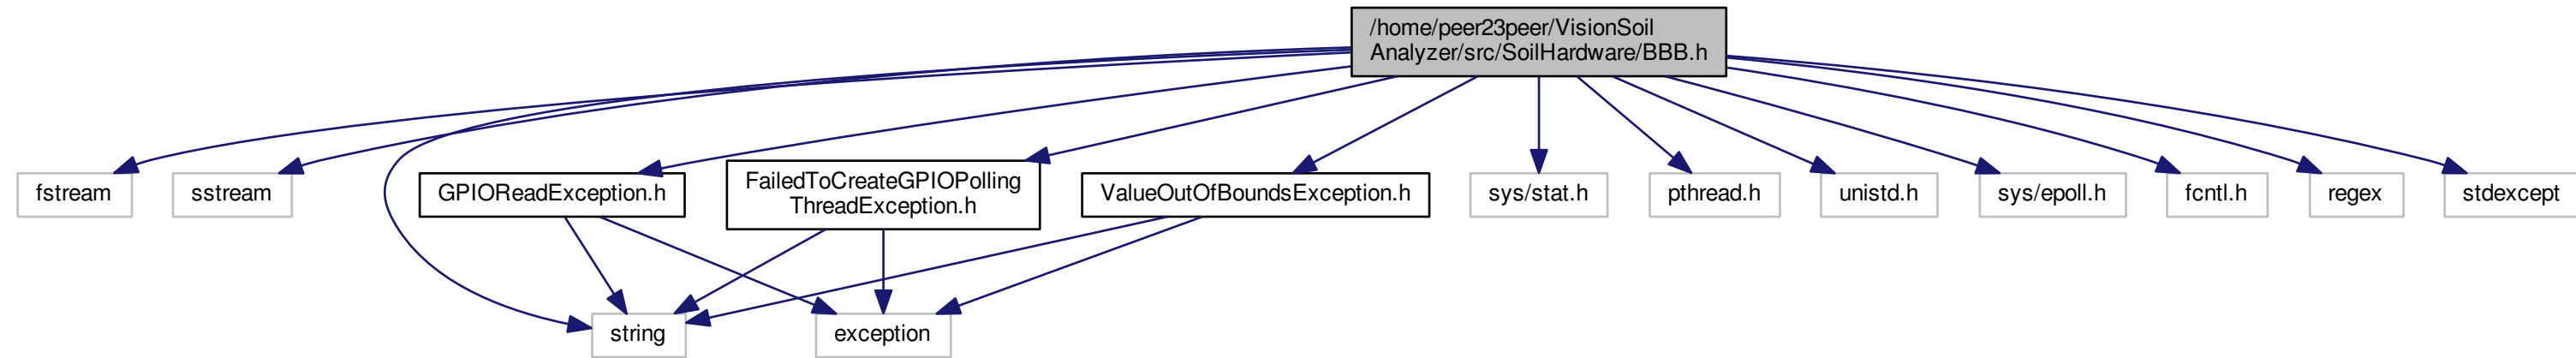 /home/peer23peer/VisionSoil
Analyzer/src/SoilHardware/BBB.h
fstream
sstream
GPIOReadException.h
FailedToCreateGPIOPolling
ThreadException.h
ValueOutOfBoundsException.h
sys/stat.h
pthread.h
unistd.h
sys/epoll.h
fcntl.h
regex
stdexcept
string
exception